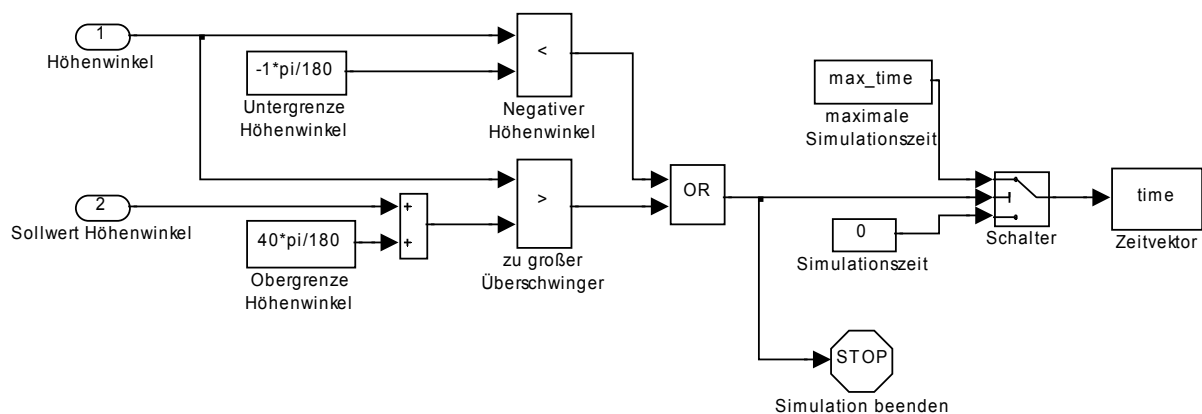 1
Höhenwinkel
-1*pi/180
Untergrenze
Höhenwinkel
<
Negativer
Höhenwinkel
2
Sollwert Höhenwinkel
40*pi/180
Obergrenze
Höhenwinkel
+
+
>
zu großer
Überschwinger
OR
max_time
maximale
Simulationszeit
0
Simulationszeit
Schalter
time
Zeitvektor
STOP
Simulation beenden